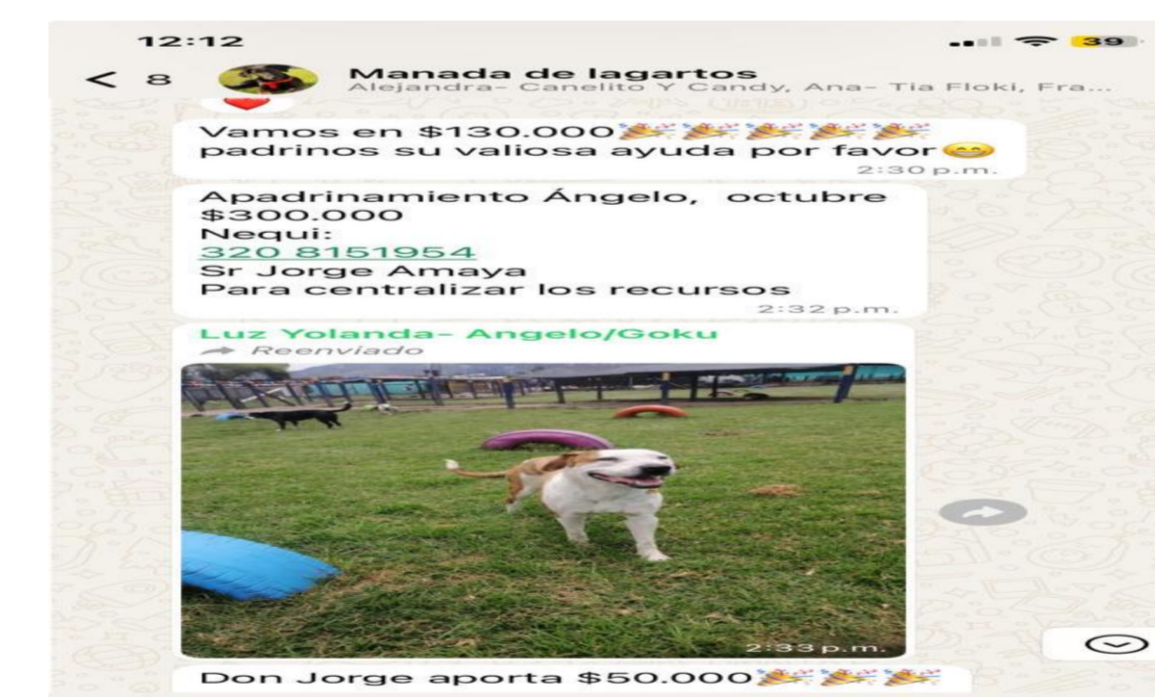 12:12
39
8
Manada de lagartos
Alejandra- Canelito Y Candy, Ana- Tia Floki, Fra...
Vamos en $130.000🎉🎉🎉🎉🎉
padrinos su valiosa ayuda por favor😄
2:30 p.m.
Apadrinamiento Ángelo, octubre
$300.000
Nequi:
320 8151954
Sr Jorge Amaya
Para centralizar los recursos
2:32 p.m.
Luz Yolanda- Angelo/Goku
Reenviado
2:33 p.m.
Don Jorge aporta $50.000🎉🎉🎉